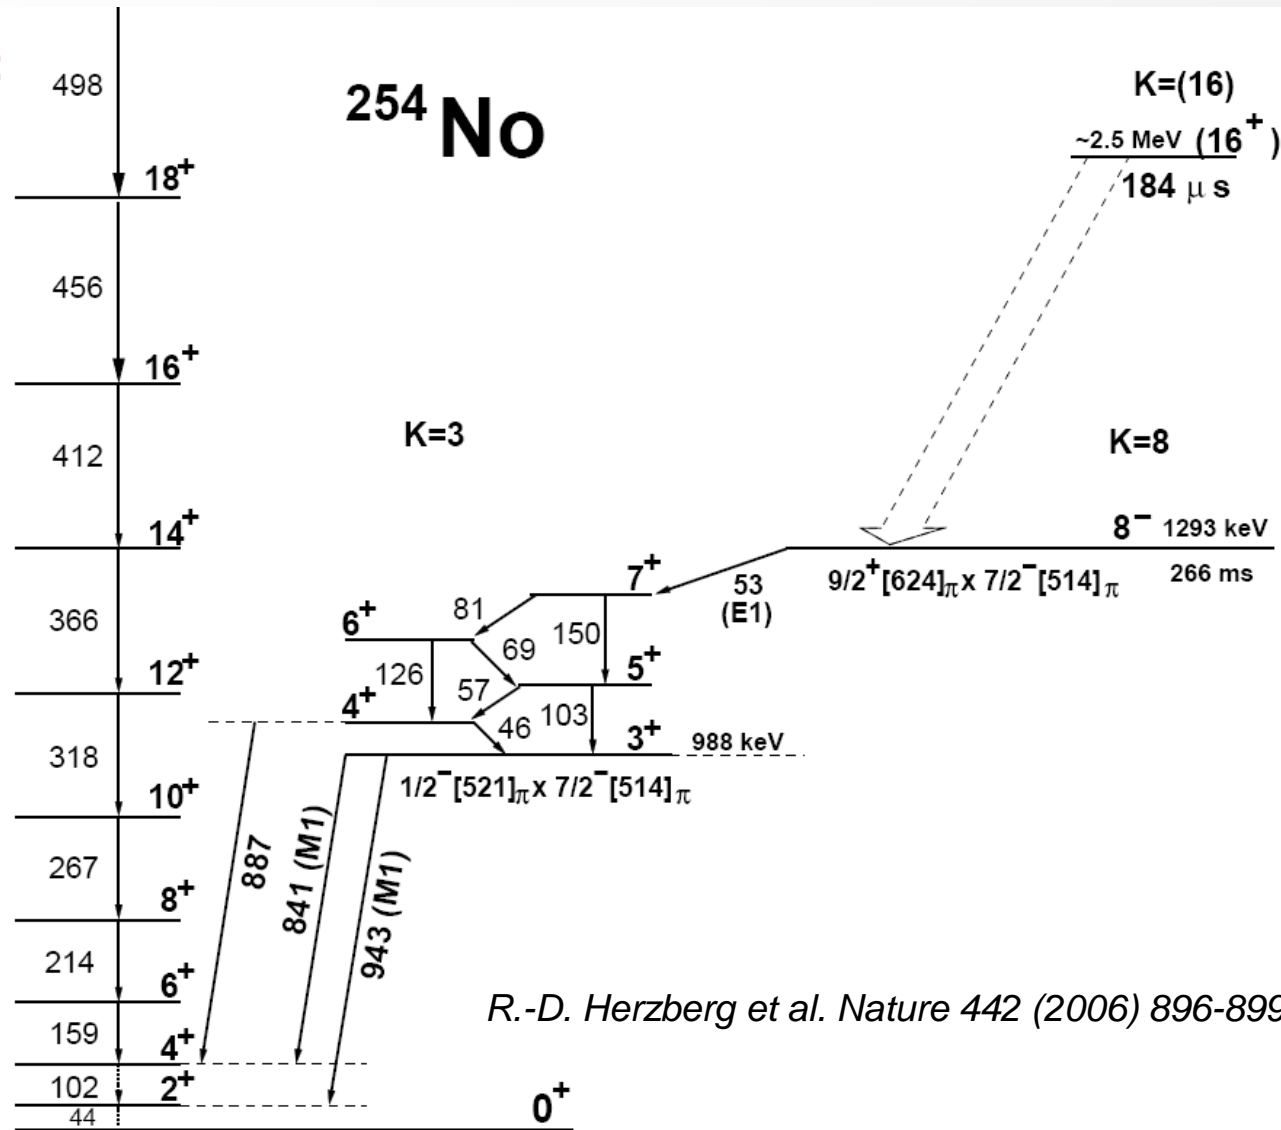 498
²⁵⁴No
K=(16)
~2.5 MeV (16⁺)
184 μ s
18⁺
456
16⁺
K=3
K=8
412
14⁺
8⁻ 1293 keV
7⁺
53
(E1)
9/2⁺[624]π x 7/2⁻[514]π
266 ms
366
6⁺
81
150
69
5⁺
12⁺
126
57
4⁺
46
103
3⁺
988 keV
318
1/2⁻[521]π x 7/2⁻[514]π
10⁺
887
841 (M1)
943 (M1)
267
8⁺
214
6⁺
R.-D. Herzberg et al. Nature 442 (2006) 896-899
159
4⁺
102
2⁺
44
0⁺